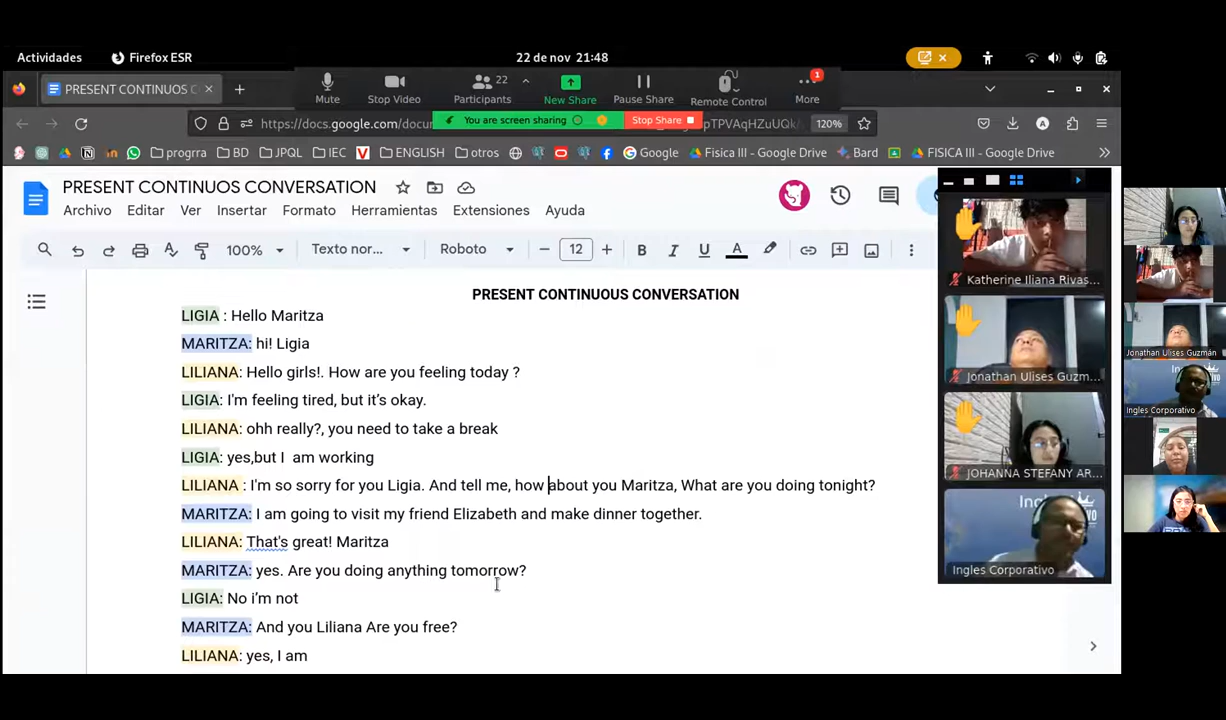 Actividades Firefox ESR 22 de nov 21:48
PRESENT CONTINUOS C
Mute Stop Video Participants 22 New Share Pause Share Remote Control More 1
You are screen sharing Stop Share
https://docs.google.com/docu pTPVAqHZuUQk/ 120%
progrra BD JPQL IEC ENGLISH otros Google Fisica III - Google Drive Bard FISICA III - Google Drive
PRESENT CONTINUOS CONVERSATION
Archivo Editar Ver Insertar Formato Herramientas Extensiones Ayuda
100% Texto nor... Roboto 12 B I U A
PRESENT CONTINUOUS CONVERSATION
LIGIA : Hello Maritza
MARITZA: hi! Ligia
LILIANA: Hello girls!. How are you feeling today ?
LIGIA: I'm feeling tired, but it’s okay.
LILIANA: ohh really?, you need to take a break
LIGIA: yes,but I am working
LILIANA : I'm so sorry for you Ligia. And tell me, how about you Maritza, What are you doing tonight?
MARITZA: I am going to visit my friend Elizabeth and make dinner together.
LILIANA: That's great! Maritza
MARITZA: yes. Are you doing anything tomorrow?
LIGIA: No i’m not
MARITZA: And you Liliana Are you free?
LILIANA: yes, I am
Katherine Iliana Rivas...
Jonathan Ulises Guzm...
JOHANNA STEFANY AR...
Ingles Corporativo
Jonathan Ulises Guzmán
Ingles Corporativo